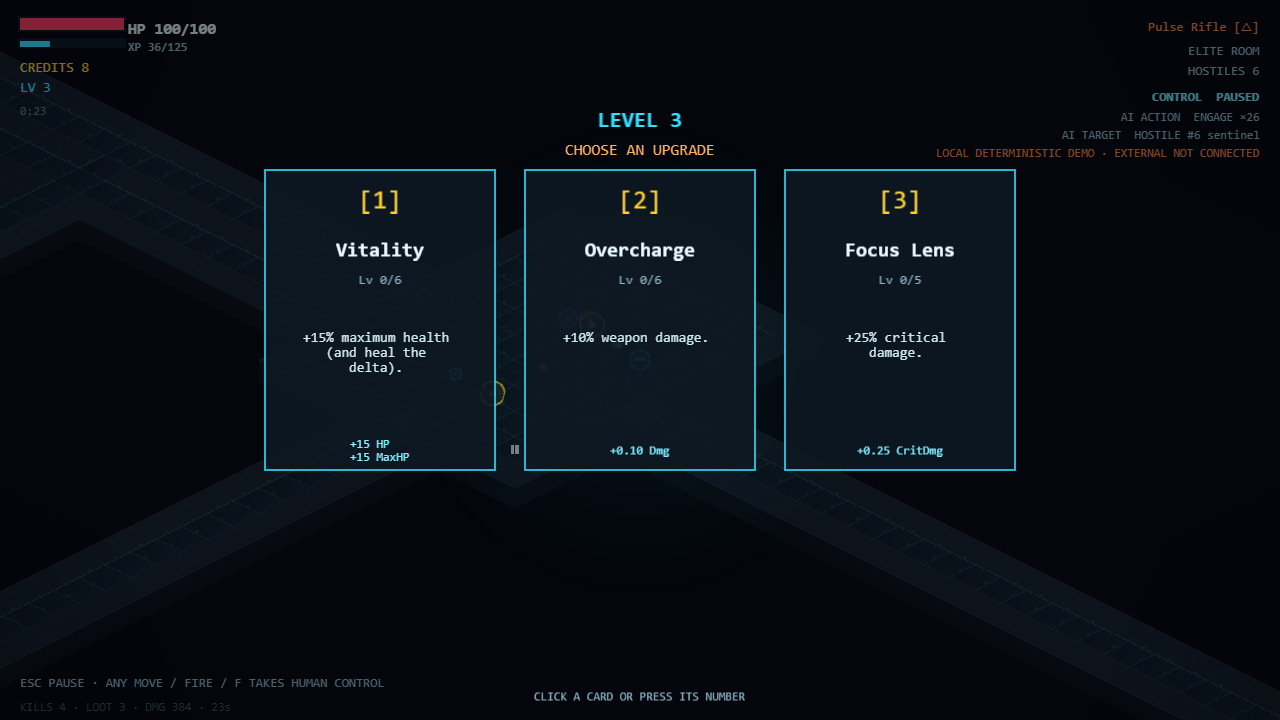 HP 100/100
XP 36/125
CREDITS 8
LV 3
0:23
Pulse Rifle [△]
ELITE ROOM
HOSTILES 6
CONTROL PAUSED
AI ACTION ENGAGE ×26
AI TARGET HOSTILE #6 sentinel
LOCAL DETERMINISTIC DEMO · EXTERNAL NOT CONNECTED
LEVEL 3
CHOOSE AN UPGRADE
[1]
Vitality
Lv 0/6
+15% maximum health
(and heal the
delta).
+15 HP
+15 MaxHP
[2]
Overcharge
Lv 0/6
+10% weapon damage.
+0.10 Dmg
[3]
Focus Lens
Lv 0/5
+25% critical
damage.
+0.25 CritDmg
ESC PAUSE · ANY MOVE / FIRE / F TAKES HUMAN CONTROL
KILLS 4 · LOOT 3 · DMG 384 · 23s
CLICK A CARD OR PRESS ITS NUMBER